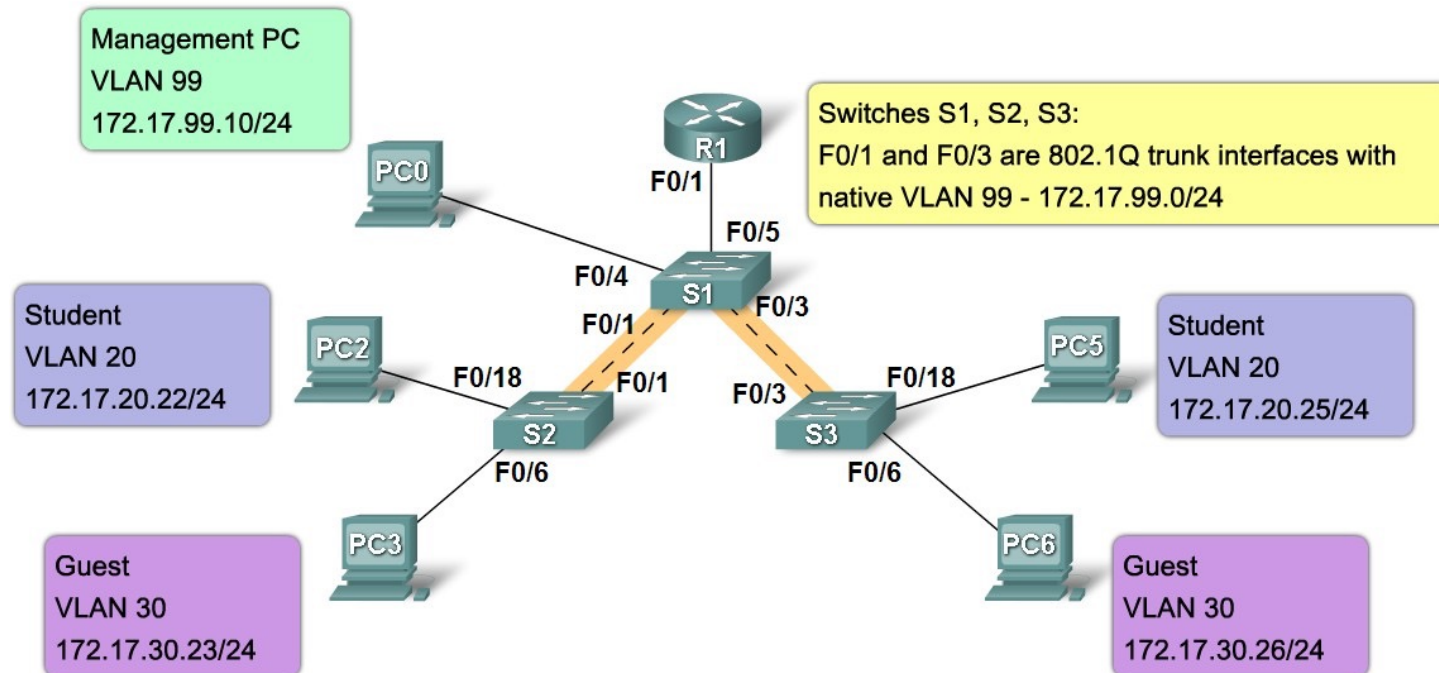 Management PC
VLAN 99
172.17.99.10/24
PC0
R1
F0/1
Switches S1, S2, S3:
F0/1 and F0/3 are 802.1Q trunk interfaces with
native VLAN 99 - 172.17.99.0/24
F0/5
F0/4
S1
F0/3
F0/1
Student
VLAN 20
172.17.20.22/24
PC2
F0/18
F0/1
S2
F0/6
F0/3
F0/18
S3
F0/6
PC5
Student
VLAN 20
172.17.20.25/24
Guest
VLAN 30
172.17.30.23/24
PC3
PC6
Guest
VLAN 30
172.17.30.26/24